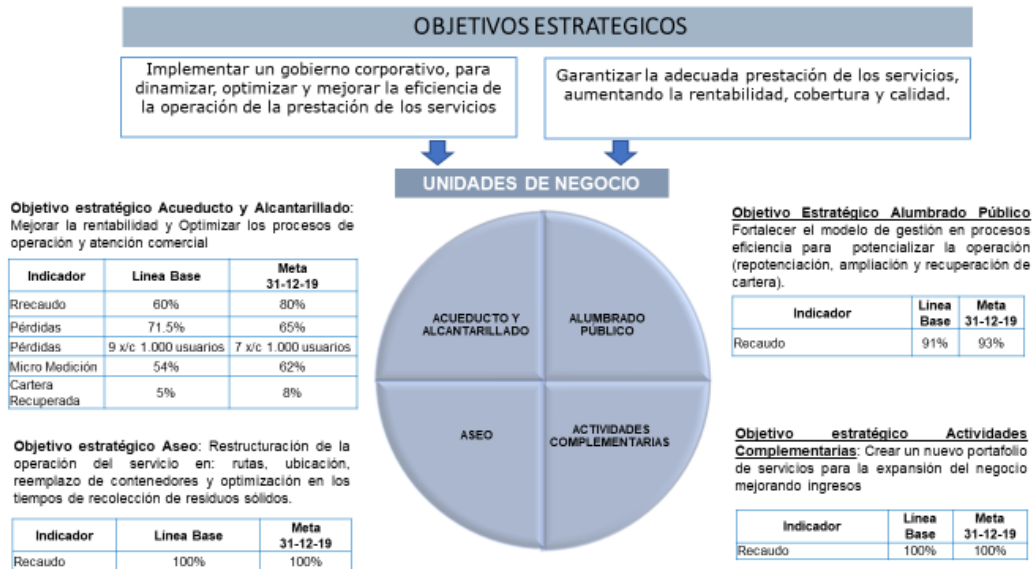 OBJETIVOS ESTRATEGICOS
Implementar un gobierno corporativo, para
dinamizar, optimizar y mejorar la eficiencia de
la operación de la prestación de los servicios
Garantizar la adecuada prestación de los servicios,
aumentando la rentabilidad, cobertura y calidad.
UNIDADES DE NEGOCIO
Objetivo estratégico Acueducto y Alcantarillado:
Mejorar la rentabilidad y Optimizar los procesos de
operación y atención comercial
Indicador Línea Base Meta
31-12-19
Rrecaudo 60% 80%
Pérdidas 71.5% 65%
Pérdidas 9 x/c 1.000 usuarios 7 x/c 1.000 usuarios
Micro Medición 54% 62%
Cartera
Recuperada 5% 8%
ACUEDUCTO Y
ALCANTARILLADO
ALUMBRADO
PÚBLICO
ASEO
ACTIVIDADES
COMPLEMENTARIAS
Objetivo Estratégico Alumbrado Público
Fortalecer el modelo de gestión en procesos
eficiencia para potencializar la operación
(repotenciación, ampliación y recuperación de
cartera).
Indicador Línea Base Meta
31-12-19
Recaudo 91% 93%
Objetivo estratégico Aseo: Restructuración de la
operación del servicio en: rutas, ubicación,
reemplazo de contenedores y optimización en los
tiempos de recolección de residuos sólidos.
Indicador Línea Base Meta
31-12-19
Recaudo 100% 100%
Objetivo estratégico Actividades
Complementarias: Crear un nuevo portafolio
de servicios para la expansión del negocio
mejorando ingresos
Indicador Línea Base Meta
31-12-19
Recaudo 100% 100%